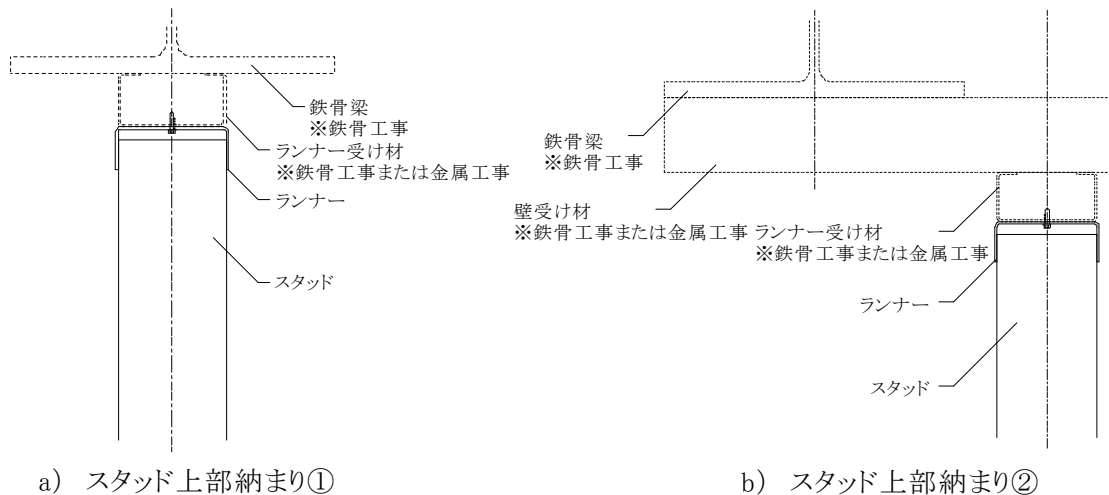 鉄骨梁
※鉄骨工事
ランナー受け材
※鉄骨工事または金属工事
ランナー
スタッド
a) スタッド上部納まり①
鉄骨梁
※鉄骨工事
壁受け材
※鉄骨工事または金属工事
ランナー受け材
※鉄骨工事または金属工事
ランナー
スタッド
b) スタッド上部納まり②